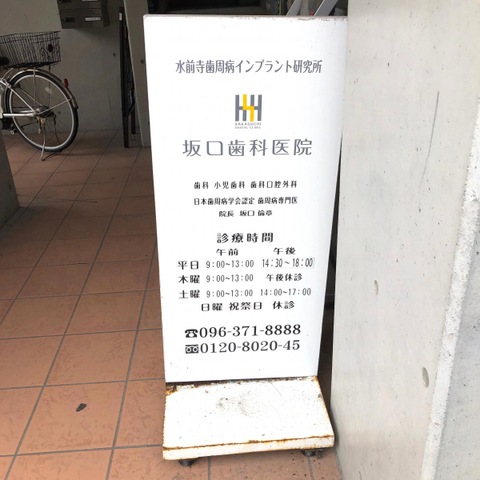 水前寺歯周病インプラント研究所
SAKAGUCHI
DENTAL CLINIC
坂口歯科医院
歯科 小児歯科 歯科口腔外科
日本歯周病学会認定 歯周病専門医
院長 坂口 倫章
診療時間
午前 午後
平日 9:00~13:00 14:30~18:00
木曜 9:00~13:00 午後休診
土曜 9:00~13:00 14:00~17:00
日曜 祝祭日 休診
☎096-371-8888
0120-8020-45